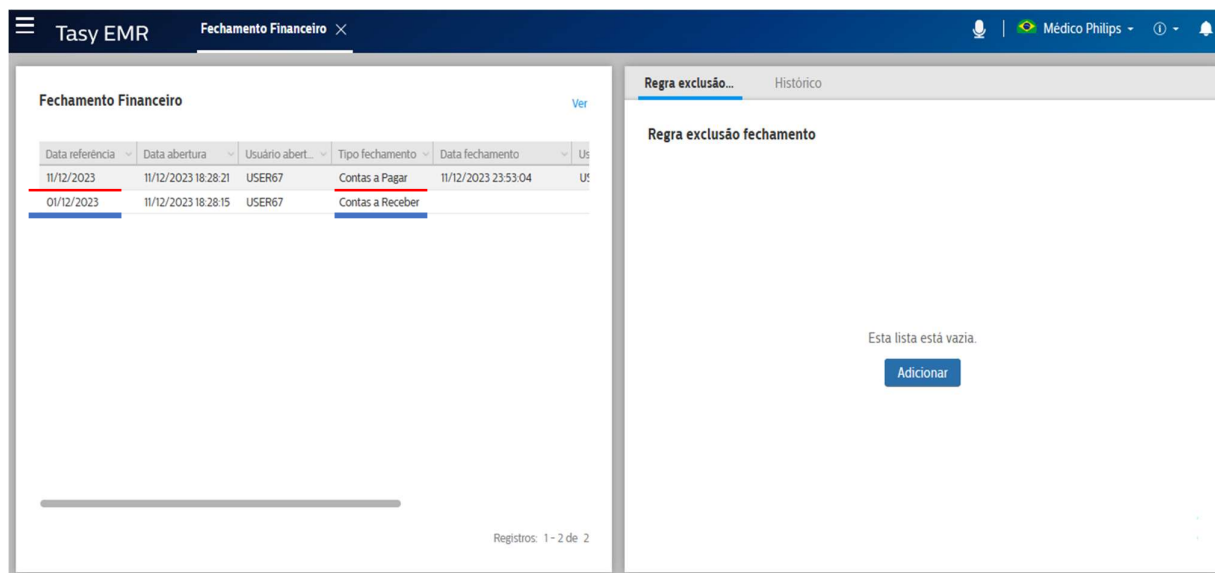 Tasy EMR Fechamento Financeiro Médico Philips
Fechamento Financeiro Ver
Data referência Data abertura Usuário abert... Tipo fechamento Data fechamento Us
11/12/2023 11/12/2023 18:28:21 USER67 Contas a Pagar 11/12/2023 23:53:04 US
01/12/2023 11/12/2023 18:28:15 USER67 Contas a Receber
Registros: 1 - 2 de 2
Regra exclusão... Histórico
Regra exclusão fechamento
Esta lista está vazia.
Adicionar